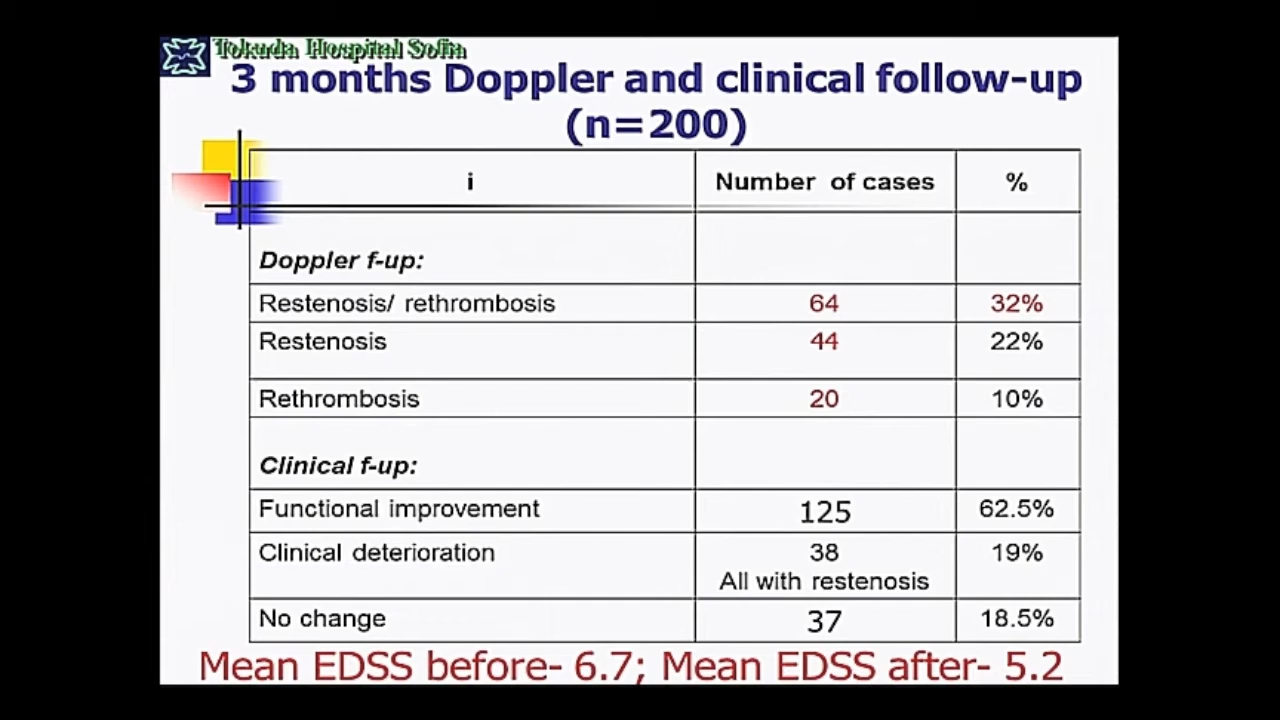 Tokuda Hospital Sofia
3 months Doppler and clinical follow-up
(n=200)
i Number of cases %
Doppler f-up:
Restenosis/ rethrombosis 64 32%
Restenosis 44 22%
Rethrombosis 20 10%
Clinical f-up:
Functional improvement 125 62.5%
Clinical deterioration 38 19%
All with restenosis
No change 37 18.5%
Mean EDSS before- 6.7; Mean EDSS after- 5.2